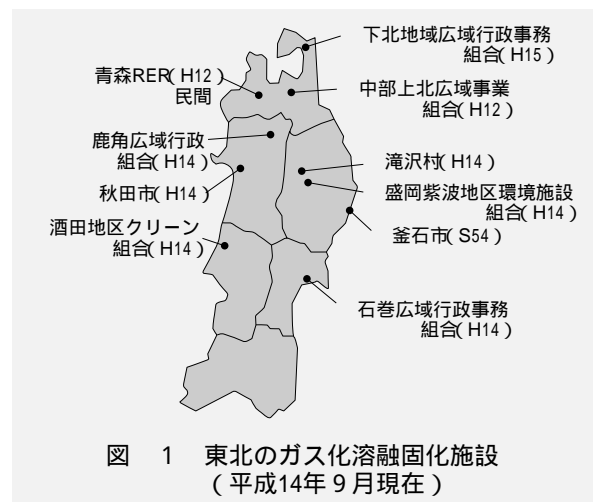 下北地域広域行政事務
組合(H15)
青森RER(H12)
民間
中部上北広域事業
組合(H12)
鹿角広域行政
組合(H14)
滝沢村(H14)
秋田市(H14)
盛岡紫波地区環境施設
組合(H14)
酒田地区クリーン
組合(H14)
釜石市(S54)
石巻広域行政事務
組合(H14)
図 1 東北のガス化溶融固化施設
(平成14年9月現在)